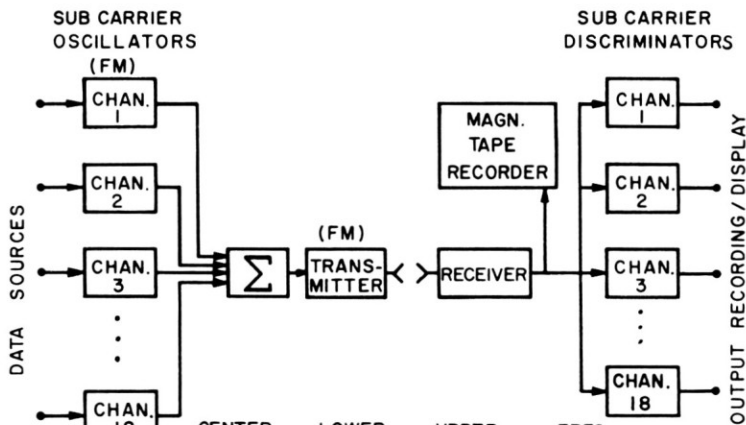 SUB CARRIER
OSCILLATORS
(FM)
SUB CARRIER
DISCRIMINATORS
CHAN.
1
CHAN.
2
CHAN.
3
CHAN.
DATA SOURCES
Σ
(FM)
TRANS-
MITTER
RECEIVER
MAGN.
TAPE
RECORDER
CHAN.
1
CHAN.
2
CHAN.
3
CHAN.
18
OUTPUT RECORDING / DISPLAY
CENTER LOWER UPPER